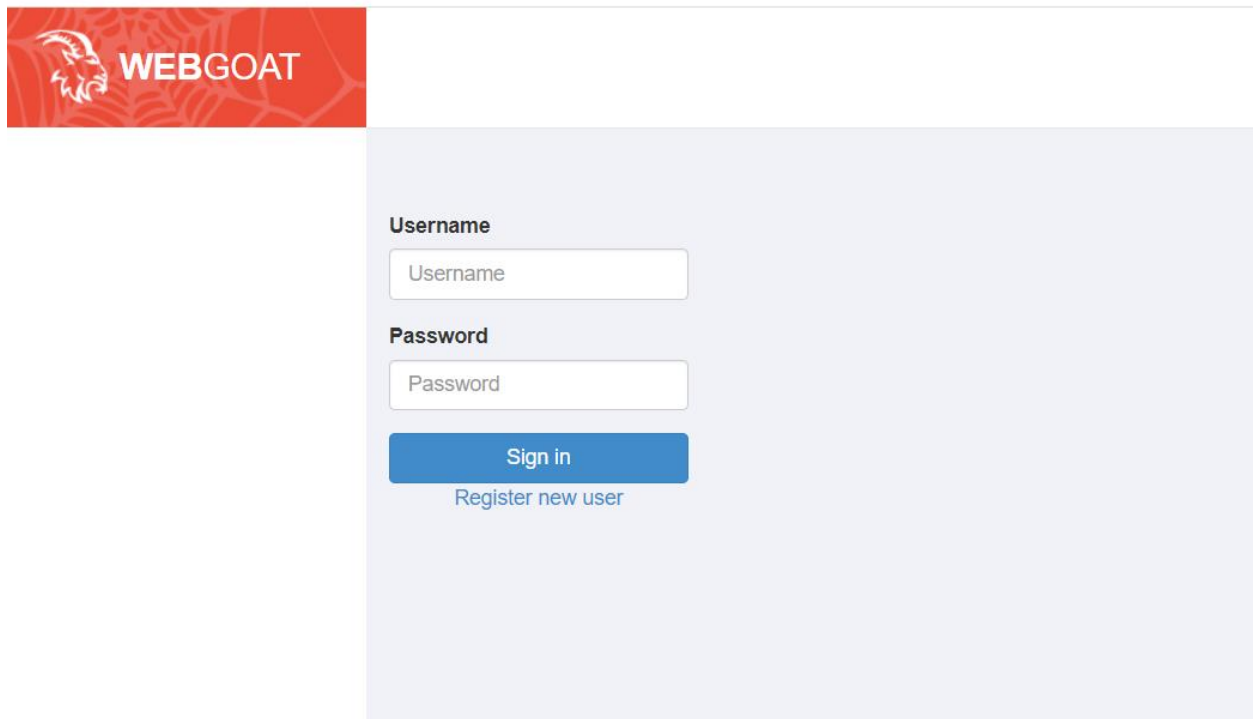 WEBGOAT
Username
Username
Password
Password
Sign in
Register new user